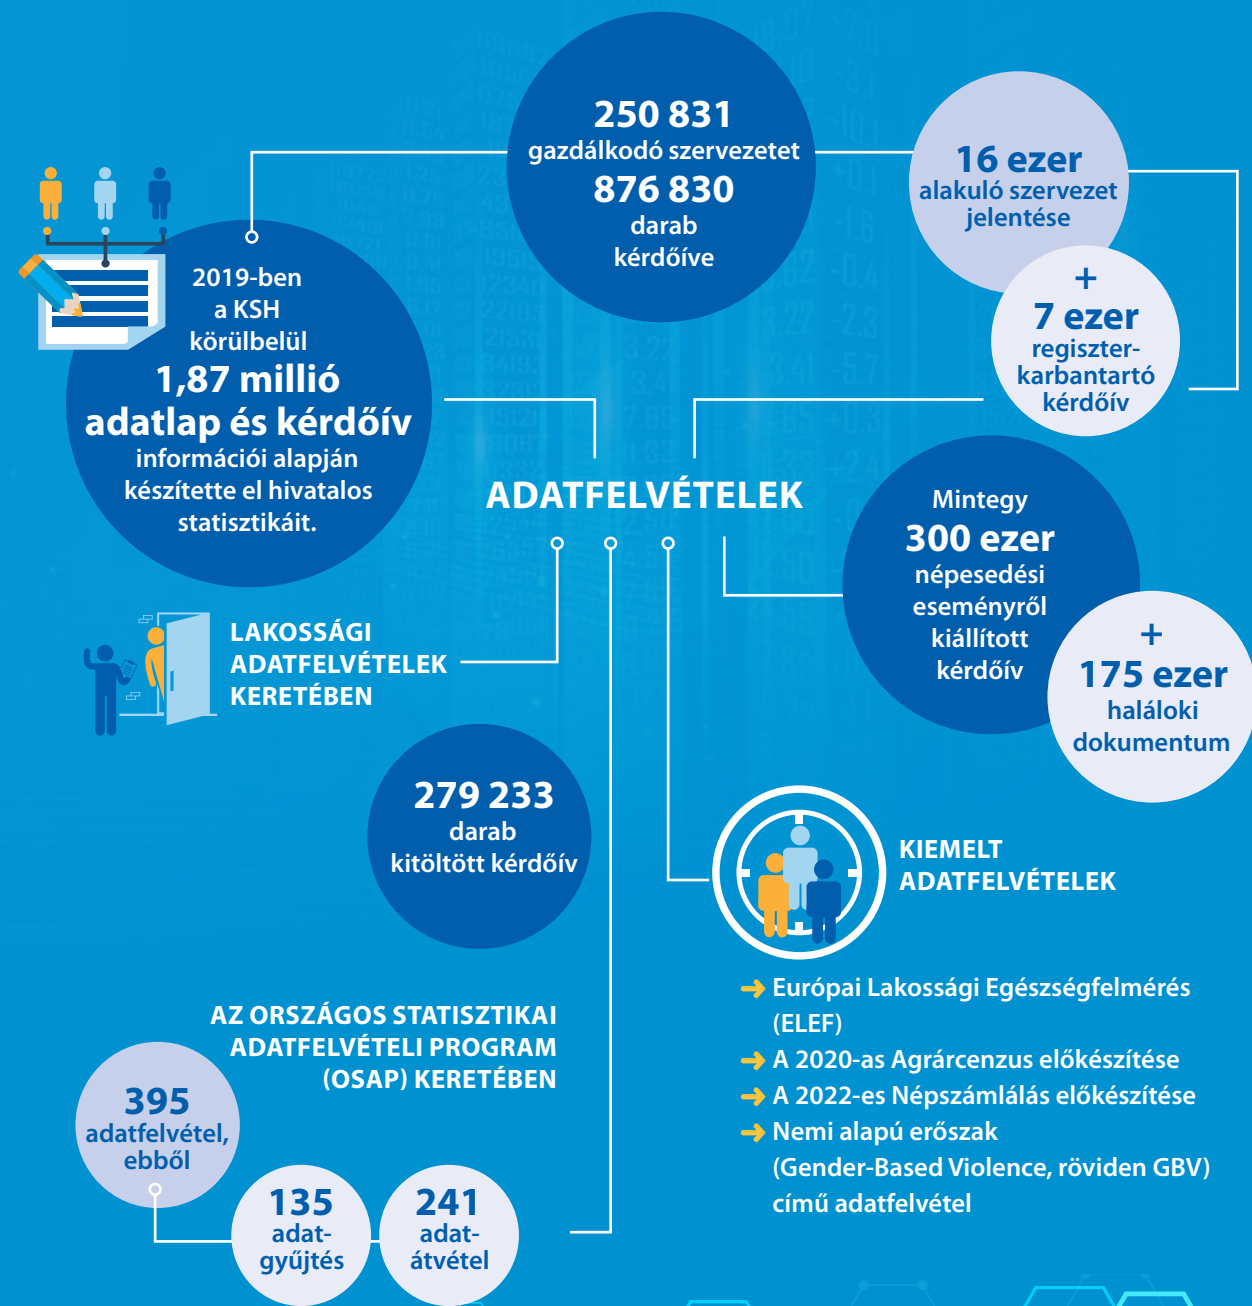 2019-ben
a KSH
körülbelül
1,87 millió
adatlap és kérdőív
információi alapján
készítette el hivatalos
statisztikáit.
250 831
gazdálkodó szervezetet
876 830
darab
kérdőíve
16 ezer
alakuló szervezet
jelentése
+
7 ezer
regiszter-
karbantartó
kérdőív
ADATFELVÉTELEK
Mintegy
300 ezer
népesedési
eseményről
kiállított
kérdőív
+
175 ezer
haláloki
dokumentum
LAKOSSÁGI
ADATFELVÉTELEK
KERETÉBEN
279 233
darab
kitöltött kérdőív
KIEMELT
ADATFELVÉTELEK
➔ Európai Lakossági Egészségfelmérés
(ELEF)
➔ A 2020-as Agrárcenzus előkészítése
➔ A 2022-es Népszámlálás előkészítése
➔ Nemi alapú erőszak
(Gender-Based Violence, röviden GBV)
című adatfelvétel
AZ ORSZÁGOS STATISZTIKAI
ADATFELVÉTELI PROGRAM
(OSAP) KERETÉBEN
395
adatfelvétel,
ebből
135
adat-
gyűjtés
241
adat-
átvétel